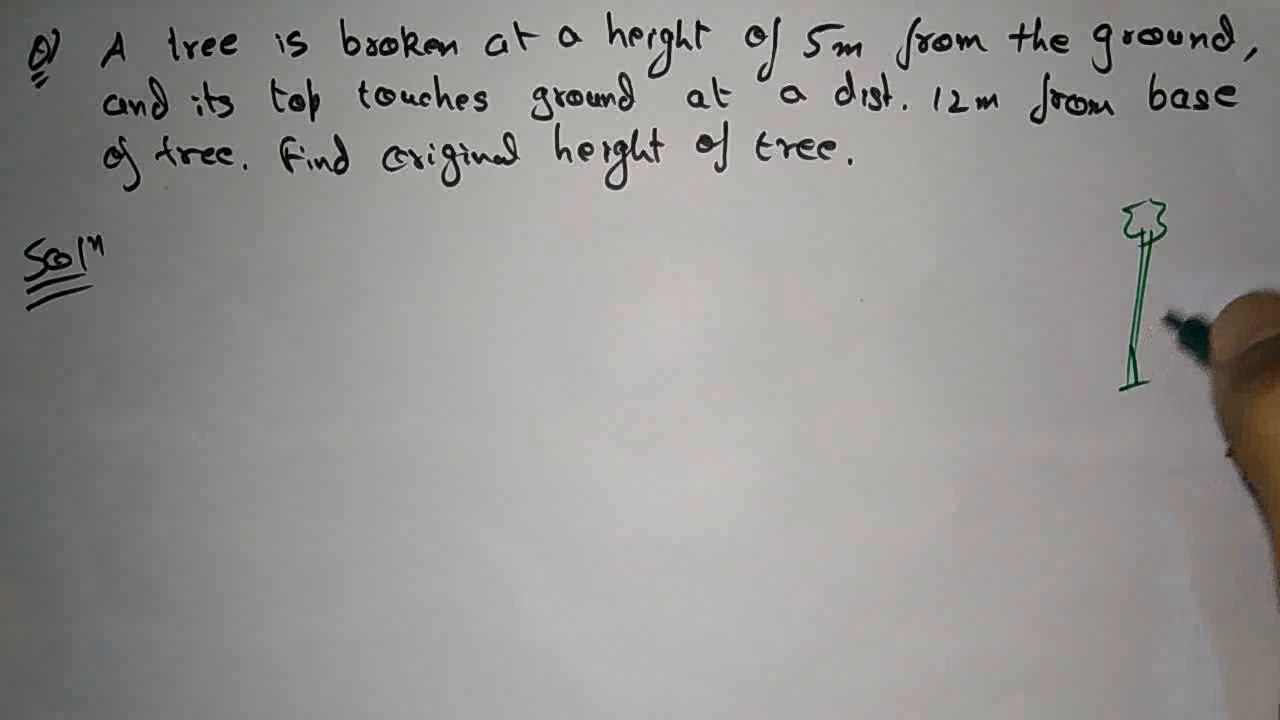 Q) A tree is broken at a height of 5m from the ground,
and its top touches ground at a dist. 12m from base
of tree. Find original height of tree.
Solⁿ